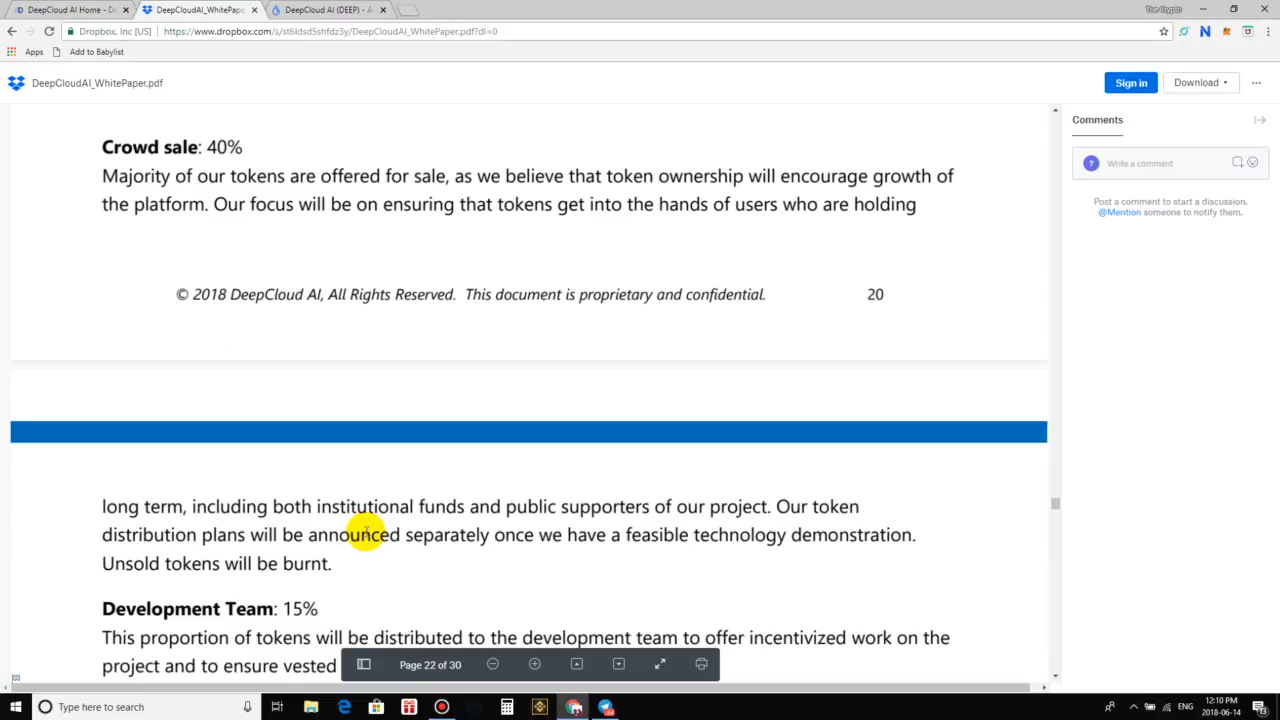 DeepCloud AI Home - Dee
DeepCloudAI_WhitePaper.p
DeepCloud AI (DEEP) - Air
The Crypto
Dropbox, Inc [US] | https://www.dropbox.com/s/st6ldsd5shfdz3y/DeepCloudAI_WhitePaper.pdf?dl=0
Apps Add to Babylist
DeepCloudAI_WhitePaper.pdf
Sign in
Download
Crowd sale: 40%
Majority of our tokens are offered for sale, as we believe that token ownership will encourage growth of
the platform. Our focus will be on ensuring that tokens get into the hands of users who are holding
© 2018 DeepCloud AI, All Rights Reserved. This document is proprietary and confidential. 20
long term, including both institutional funds and public supporters of our project. Our token
distribution plans will be announced separately once we have a feasible technology demonstration.
Unsold tokens will be burnt.
Development Team: 15%
This proportion of tokens will be distributed to the development team to offer incentivized work on the
project and to ensure vested
Page 22 of 30
Comments
? Write a comment
Post a comment to start a discussion.
@Mention someone to notify them.
Type here to search
ENG
12:10 PM
2018-06-14